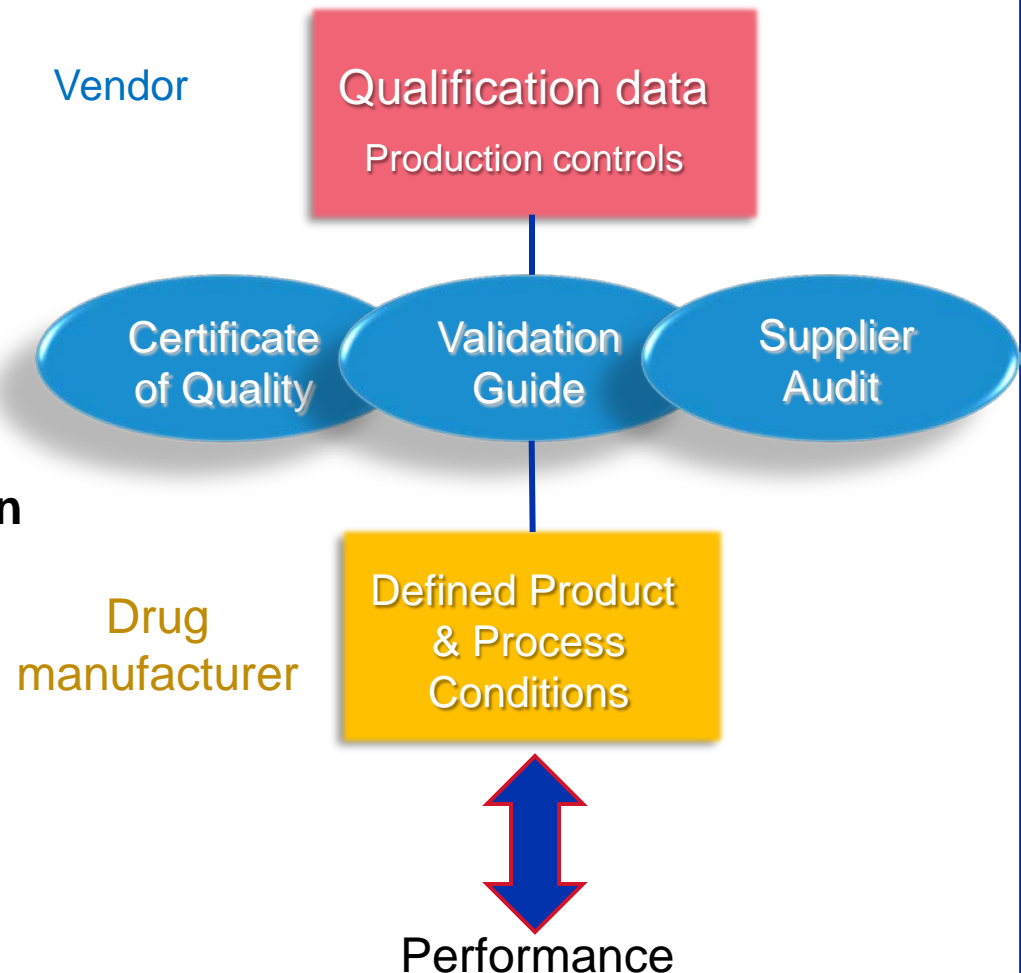 Vendor
Qualification data
Production controls
Certificate
of Quality
Validation
Guide
Supplier
Audit
n
Drug
manufacturer
Defined Product
& Process
Conditions
Performance